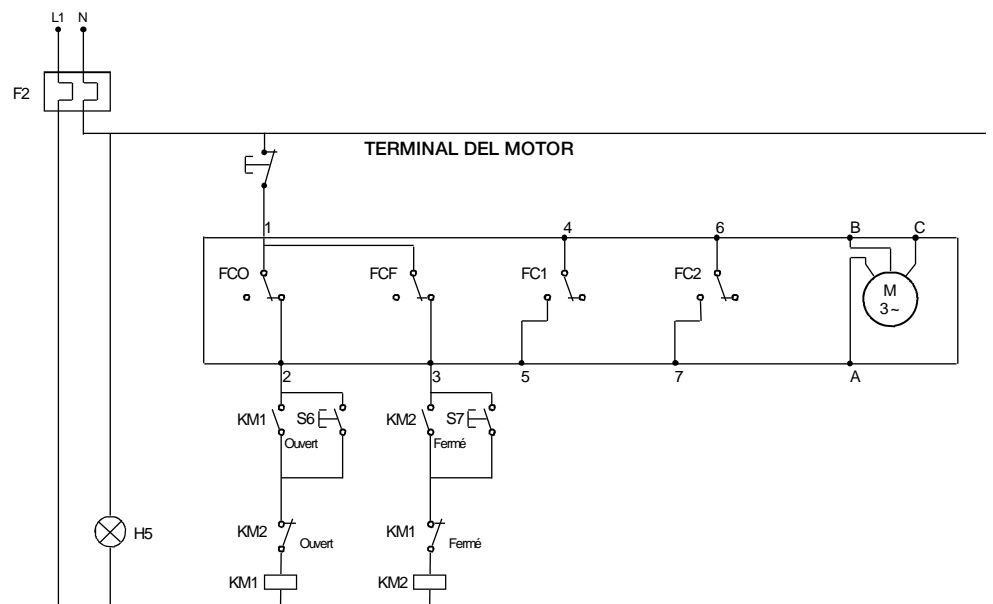 L1 N
F2
TERMINAL DEL MOTOR
1 4 6 B C
FCO FCF FC1 FC2 M
3~
2 3 5 7 A
KM1 S6 KM2 S7
Ouvert Fermé
KM2 KM1
H5 Ouvert Fermé
KM1 KM2